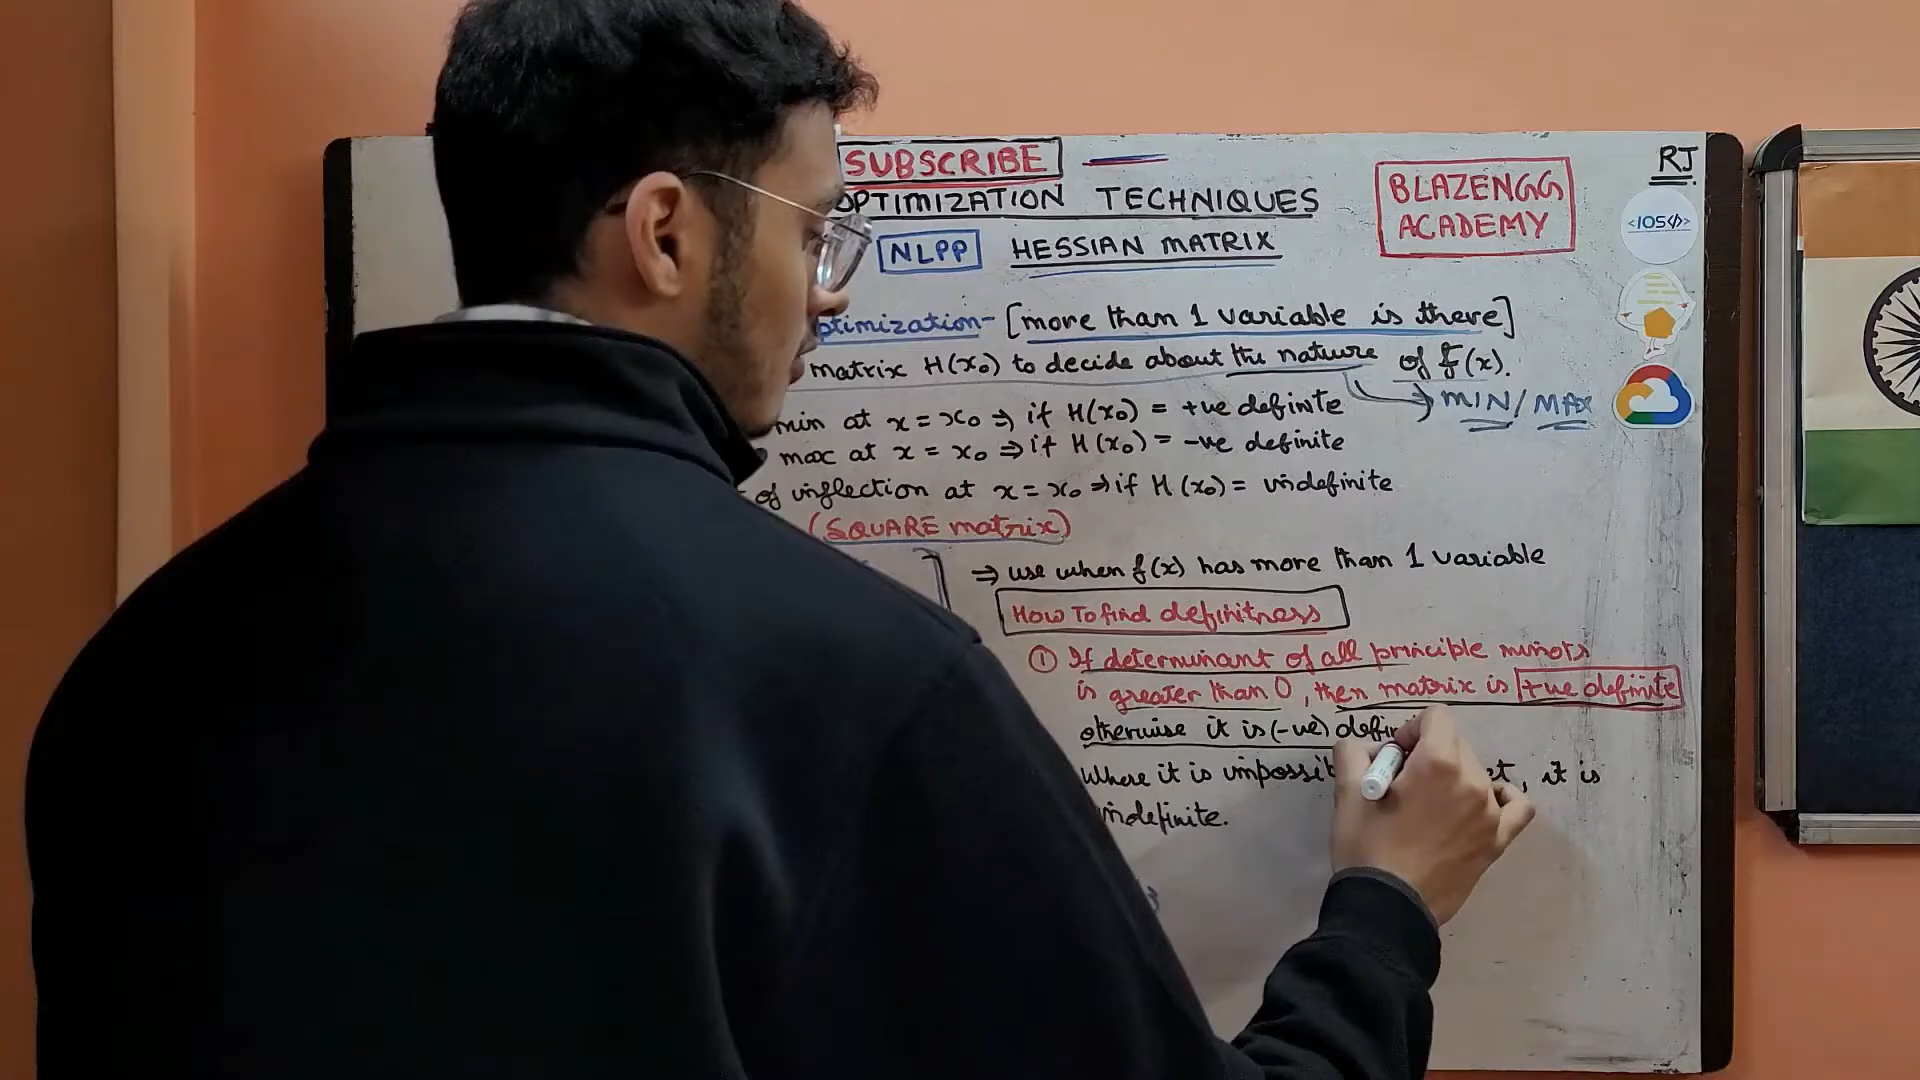 SUBSCRIBE
RJ
OPTIMIZATION TECHNIQUES
BLAZENGG
ACADEMY
<IOS</>>
NLPP HESSIAN MATRIX
ptimization- [more than 1 variable is there]
matrix H(x₀) to decide about the nature of f(x).
MIN/MAX
min at x = x₀ ⇒ if H(x₀) = +ve definite
max at x = x₀ ⇒ if H(x₀) = -ve definite
of inflection at x = x₀ ⇒ if H(x₀) = indefinite
(SQUARE matrix)
⇒ use when f(x) has more than 1 variable
How To find definitness
① If determinant of all principle minors
is greater than 0, then matrix is +ve definite
otherwise it is (-ve) defin
Where it is impossib et, it is
indefinite.